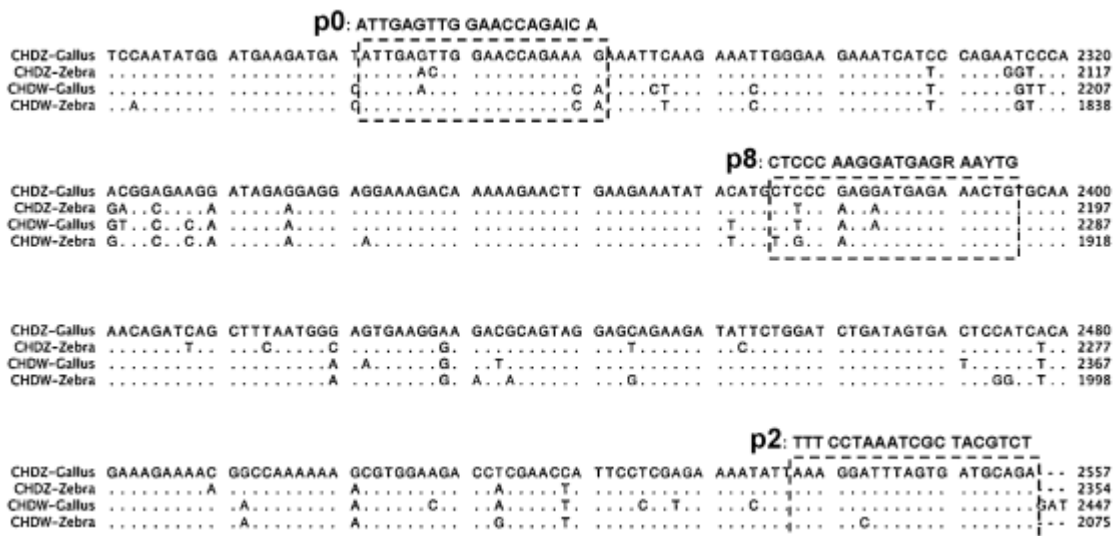 p0: ATTGAGTTG GAACCAGAIC A
CHDZ-Gallus TCCAATATGG ATGAAGATGA TATTGAGTTG GAACCAGAAA GAAATTCAAG AAATTGGGAA GAAATCATCC CAGAATCCCA 2320
CHDZ-Zebra .......... .......... ......AC.. .......... .......... .......... ........T. ....GGT... 2117
CHDW-Gallus .......... .......... C.....A... .........C A....CT... ...C...... ........T. .....GTT.. 2207
CHDW-Zebra ..A....... .......... C......... .........C A.....T... ...C...... ........T. .....GT... 1838
p8: CTCCC AAGGATGAGR AAYTG
CHDZ-Gallus ACGGAGAAGG ATAGAGGAGG AGGAAAGACA AAAAGAACTT GAAGAAATAT ACATGCTCCC GAGGATGAGA AACTGTGCAA 2400
CHDZ-Zebra GA..C....A .....A.... .......... .......... .......... .......T.. A..A...... .......... 2197
CHDW-Gallus GT..C..C.A .....A.... .......... .......... .......... .T.....T.. A..A...... .......... 2287
CHDW-Zebra G...C..C.A .....A.... .A........ .......... .......... .T...T.G.. A......... .......... 1918
CHDZ-Gallus AACAGATCAG CTTTAATGGG AGTGAAGGAA GACGCAGTAG GAGCAGAAGA TATTCTGGAT CTGATAGTGA CTCCATCACA 2480
CHDZ-Zebra .......T.. ...C.....C ........G. .......... ...T...... ..C....... .......... .......T.. 2277
CHDW-Gallus .......... .........A .A......G. ..T....... .......... .......... .......... T......T.. 2367
CHDW-Zebra .......... .........A ........G. A..A...... ...G...... .......... .......... ...GG..T.. 1998
p2: TTT CCTAAATCGC TACGTCT
CHDZ-Gallus GAAAGAAAAC GGCCAAAAAA GCGTGGAAGA CCTCGAACCA TTCCTCGAGA AAATATTAAA GGATTTAGTG ATGCAGA--- 2557
CHDZ-Zebra .........A .......... A......... ..A.....T. .......... .......... .......... .......--- 2354
CHDW-Gallus .......... .A........ A......C.. ..A.....T. ....C..T.. ...C...... .......... .......GAT 2447
CHDW-Zebra .......... .A........ A......... ..G.....T. .......... .......... ..C....... .......--- 2075